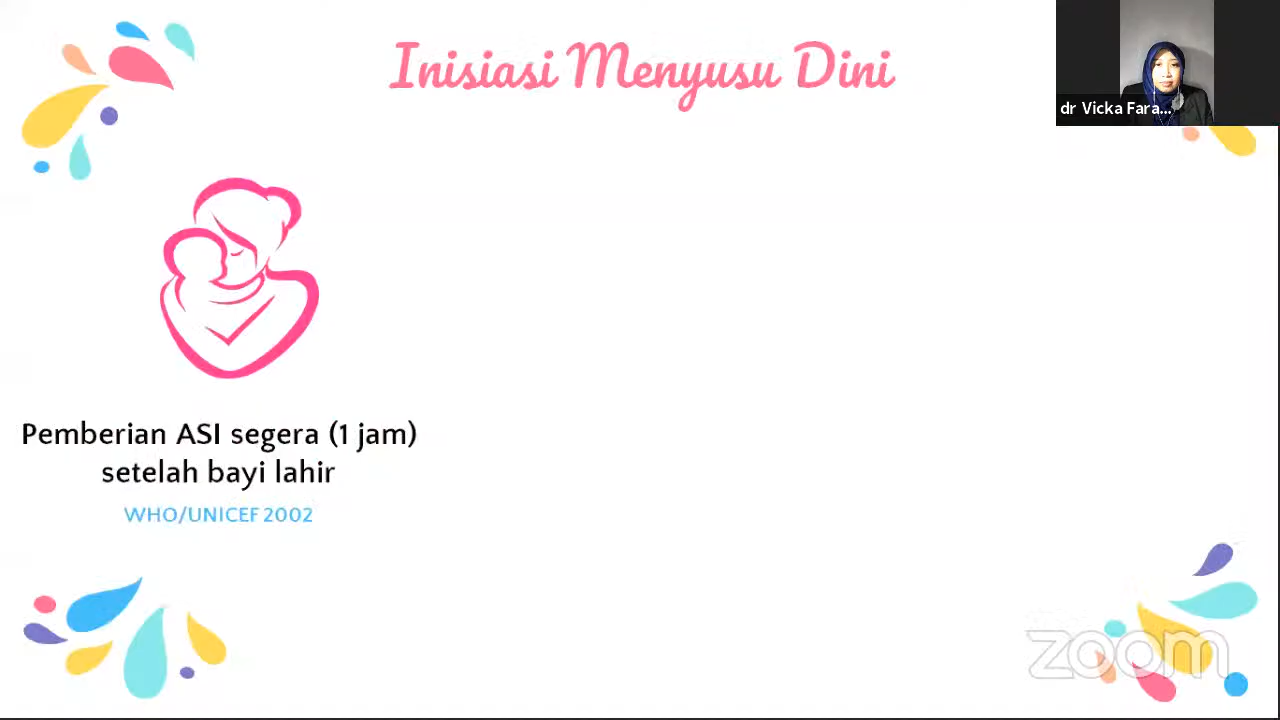 Inisiasi Menyusu Dini
dr Vicka Fara...
Pemberian ASI segera (1 jam)
setelah bayi lahir
WHO/UNICEF 2002
zoom